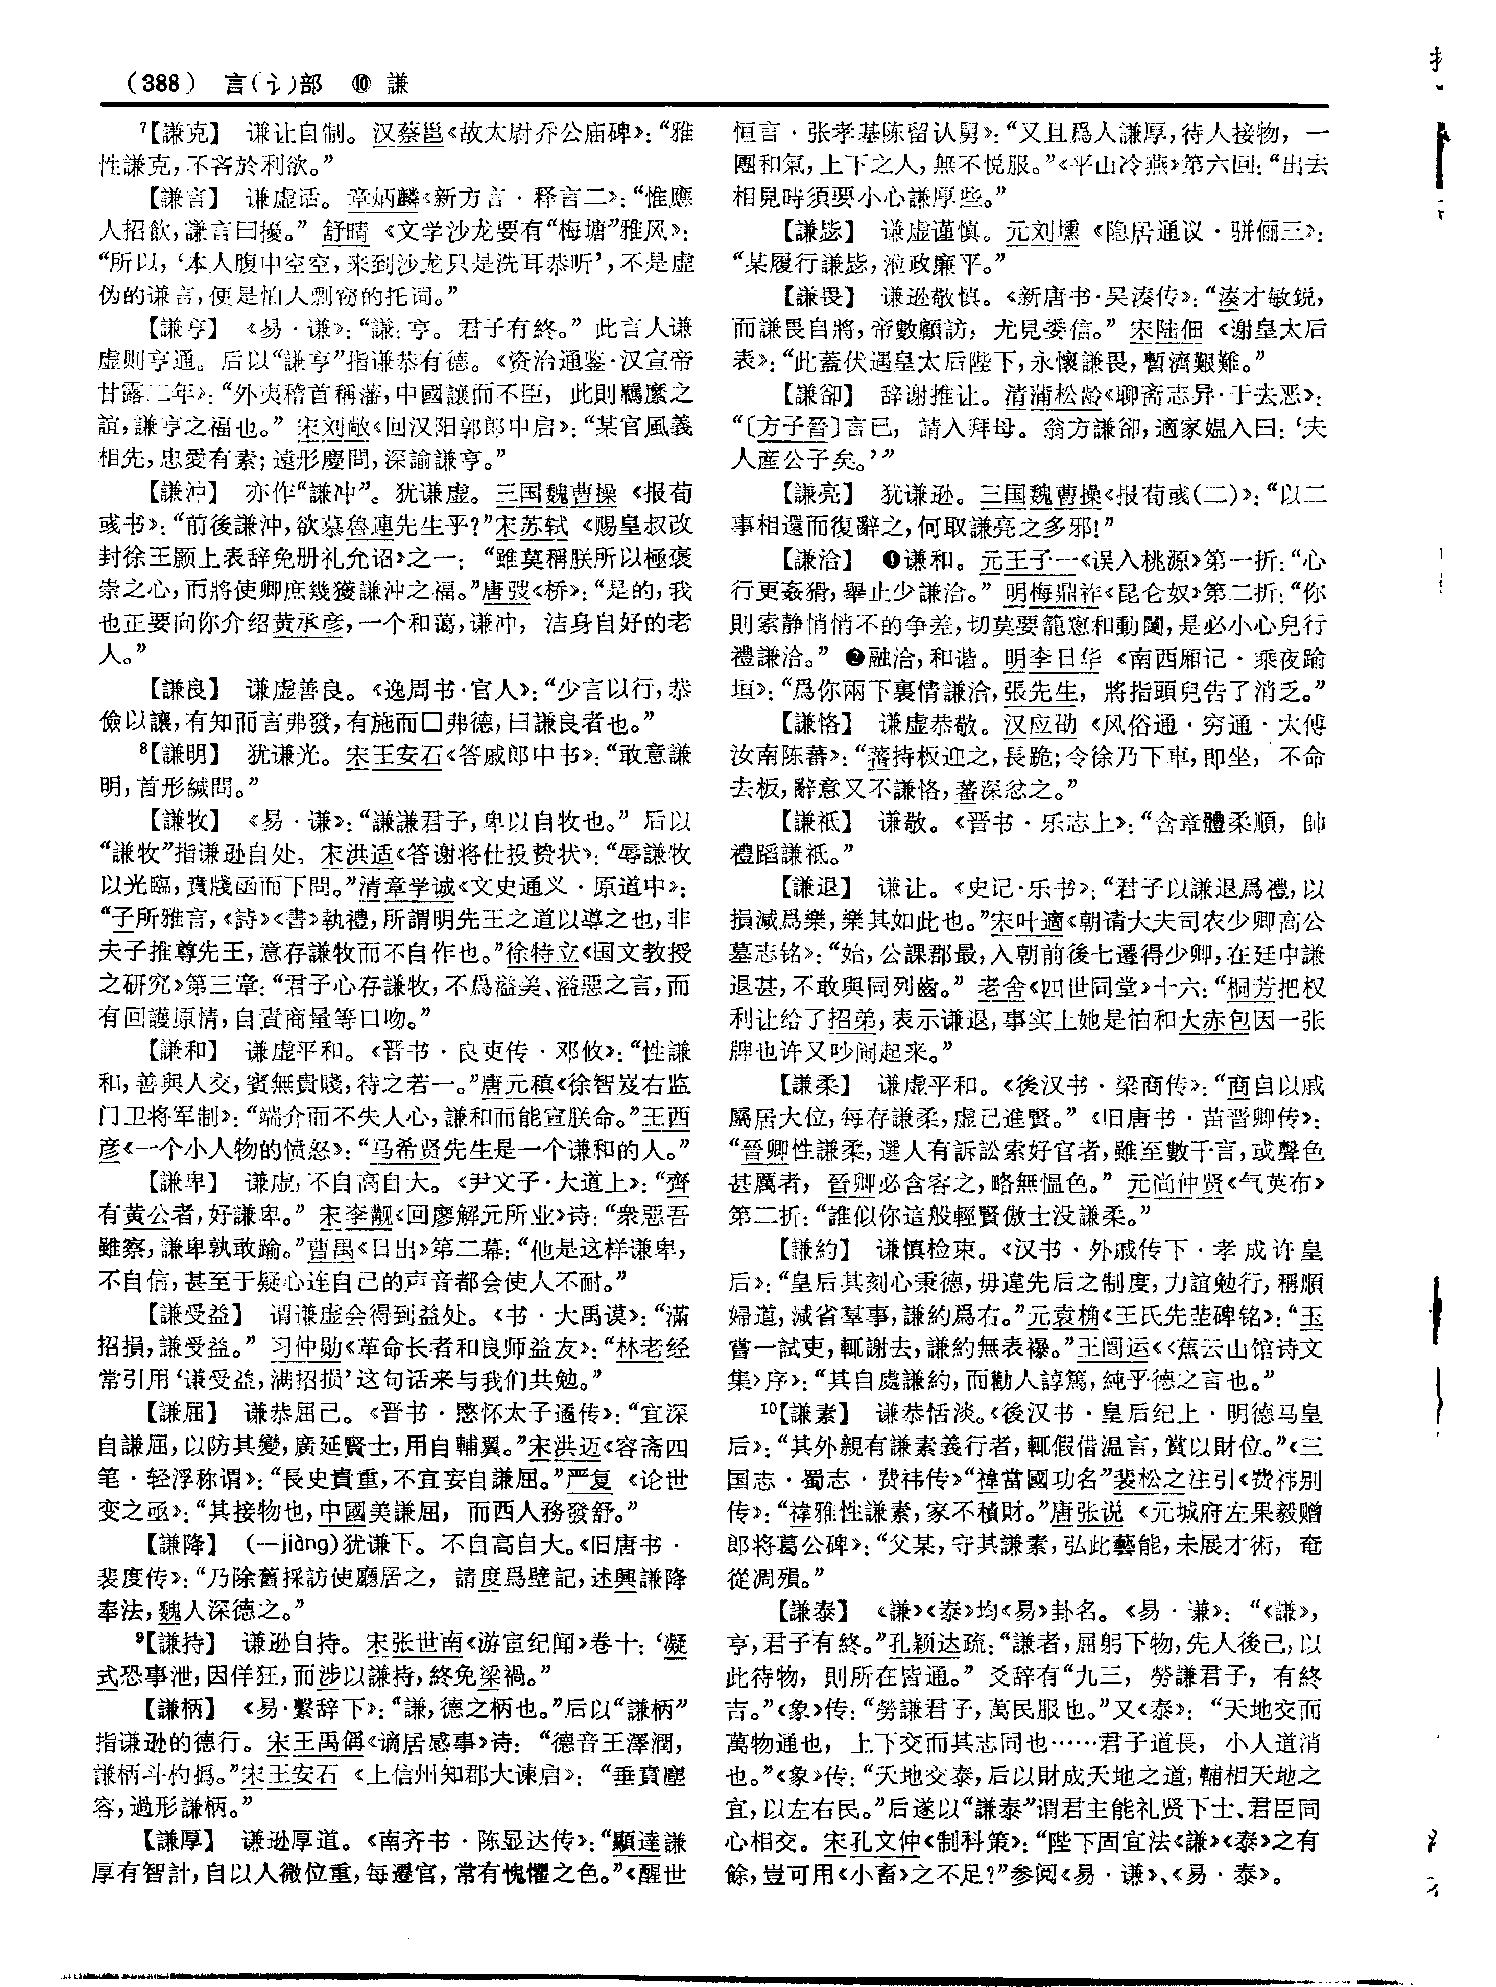 (388) 言(讠)部 ⑩ 謙
⁷【謙克】 谦让自制。汉蔡邕《故太尉乔公庙碑》：“雅
性謙克，不吝於利欲。”
【謙言】 谦虚话。章炳麟《新方言·释言二》：“惟應
人招飲，謙言曰擾。” 舒晴《文学沙龙要有“梅塘”雅风》：
“所以，‘本人腹中空空，来到沙龙只是洗耳恭听’，不是虚
伪的谦言，便是怕人剽窃的托词。”
【謙亨】 《易·谦》：“謙：亨。君子有終。” 此言人谦
虚则亨通。后以“謙亨”指谦恭有德。《资治通鉴·汉宣帝
甘露二年》：“外夷稽首稱藩，中國讓而不臣，此則羈縻之
誼，謙亨之福也。” 宋刘敞《回汉阳郭郎中启》：“某官風義
相先，忠愛有素；遠形慶問，深諭謙亨。”
【謙沖】 亦作“謙冲”。犹谦虚。三国魏曹操《报荀
彧书》：“前後謙沖，欲慕魯連先生乎？”宋苏轼《赐皇叔改
封徐王颢上表辞免册礼允诏》之一：“雖莫稱朕所以極褒
崇之心，而將使卿庶幾獲謙沖之福。”唐弢《桥》：“是的，我
也正要向你介绍黄承彦，一个和蔼，谦冲，洁身自好的老
人。”
【謙良】 谦虚善良。《逸周书·官人》：“少言以行，恭
儉以讓，有知而言弗發，有施而□弗德，曰謙良者也。”
⁸【謙明】 犹谦光。宋王安石《答戚郎中书》：“敢意謙
明，首形緘問。”
【謙牧】 《易·谦》：“謙謙君子，卑以自牧也。” 后以
“謙牧”指谦逊自处。宋洪适《答谢将仕投贽状》：“辱謙牧
以光臨，賁牋函而下問。”清章学诚《文史通义·原道中》：
“子所雅言，《詩》《書》執禮，所謂明先王之道以導之也，非
夫子推尊先王，意存謙牧而不自作也。”徐特立《国文教授
之研究》第三章：“君子心存謙牧，不爲溢美、溢惡之言，而
有回護原情，自責商量等口吻。”
【謙和】 谦虚平和。《晋书·良吏传·邓攸》：“性謙
和，善與人交，賓無貴賤，待之若一。”唐元稹《徐智岌右监
门卫将军制》：“端介而不失人心，謙和而能宣朕命。”王西
彦《一个小人物的愤怒》：“马希贤先生是一个谦和的人。”
【謙卑】 谦虚，不自高自大。《尹文子·大道上》：“齊
有黄公者，好謙卑。” 宋李觏《回廖解元所业》诗：“衆惡吾
雖察，謙卑孰敢踰。”曹禺《日出》第二幕：“他是这样谦卑，
不自信，甚至于疑心连自己的声音都会使人不耐。”
【謙受益】 谓谦虚会得到益处。《书·大禹谟》：“滿
招損，謙受益。” 习仲勋《革命长者和良师益友》：“林老经
常引用‘谦受益，满招损’这句话来与我们共勉。”
【謙屈】 谦恭屈己。《晋书·愍怀太子遹传》：“宜深
自謙屈，以防其變，廣延賢士，用自輔翼。”宋洪迈《容斋四
笔·轻浮称谓》：“長史貴重，不宜妄自謙屈。”严复《论世
变之亟》：“其接物也，中國美謙屈，而西人務發舒。”
【謙降】 (—jiàng)犹谦下。不自高自大。《旧唐书·
裴度传》：“乃除舊採訪使廳居之，請度爲壁記，述興謙降
奉法，魏人深德之。”
⁹【謙持】 谦逊自持。宋张世南《游宦纪闻》卷十：‘凝
式恐事泄，因佯狂，而涉以謙持，終免梁禍。”
【謙柄】 《易·繫辞下》：“謙，德之柄也。”后以“謙柄”
指谦逊的德行。宋王禹偁《谪居感事》诗：“德音王澤潤，
謙柄斗杓撝。”宋王安石《上信州知郡大谏启》：“垂賁塵
容，過形謙柄。”
【謙厚】 谦逊厚道。《南齐书·陈显达传》：“顯達謙
厚有智計，自以人微位重，每遷官，常有愧懼之色。”《醒世
恒言·张孝基陈留认舅》：“又且爲人謙厚，待人接物，一
團和氣，上下之人，無不悦服。”《平山冷燕》第六回：“出去
相見時須要小心謙厚些。”
【謙毖】 谦虚谨慎。元刘壎《隐居通议·骈俪三》：
“某履行謙毖，涖政廉平。”
【謙畏】 谦逊敬慎。《新唐书·吴湊传》：“湊才敏鋭，
而謙畏自將，帝數顧訪，尤見委信。” 宋陆佃《谢皇太后
表》：“此蓋伏遇皇太后陛下，永懷謙畏，暫濟艱難。”
【謙卻】 辞谢推让。清蒲松龄《聊斋志异·于去恶》：
“〔方子晉〕言已，請入拜母。翁方謙卻，適家媪入曰：‘夫
人産公子矣。’”
【謙亮】 犹谦逊。三国魏曹操《报荀彧(二)》：“以二
事相還而復辭之，何取謙亮之多邪！”
【謙洽】 ❶谦和。元王子一《误入桃源》第一折：“心
行更姦猾，舉止少謙洽。” 明梅鼎祚《昆仑奴》第二折：“你
則索静悄悄不的争差，切莫要籠窻和動闥，是必小心兒行
禮謙洽。” ❷融洽，和谐。明李日华《南西厢记·乘夜踰
垣》：“爲你兩下裏情謙洽，張先生，將指頭兒告了消乏。”
【謙恪】 谦虚恭敬。汉应劭《风俗通·穷通·太傅
汝南陈蕃》：“蕃持板迎之，長跪；令徐乃下車，即坐，不命
去板，辭意又不謙恪，蕃深忿之。”
【謙祗】 谦敬。《晋书·乐志上》：“含章體柔順，帥
禮蹈謙祗。”
【謙退】 谦让。《史记·乐书》：“君子以謙退爲禮，以
損減爲樂，樂其如此也。”宋叶適《朝请大夫司农少卿高公
墓志铭》：“始，公課郡最，入朝前後七遷得少卿，在廷中謙
退甚，不敢與同列齒。” 老舍《四世同堂》十六：“桐芳把权
利让给了招弟，表示谦退，事实上她是怕和大赤包因一张
牌也许又吵闹起来。”
【謙柔】 谦虚平和。《後汉书·梁商传》：“商自以戚
屬居大位，每存謙柔，虚己進賢。” 《旧唐书·苗晋卿传》：
“晉卿性謙柔，選人有訴訟索好官者，雖至數千言，或聲色
甚厲者，晉卿必含容之，略無愠色。” 元尚仲贤《气英布》
第二折：“誰似你這般輕賢傲士没謙柔。”
【謙約】 谦慎检束。《汉书·外戚传下·孝成许皇
后》：“皇后其刻心秉德，毋違先后之制度，力誼勉行，稱順
婦道，減省羣事，謙約爲右。”元袁桷《王氏先茔碑铭》：“玉
嘗一試吏，輒謝去，謙約無表襮。”王闿运《〈蕉云山馆诗文
集〉序》：“其自處謙約，而勸人諄篤，純乎德之言也。”
¹⁰【謙素】 谦恭恬淡。《後汉书·皇后纪上·明德马皇
后》：“其外親有謙素義行者，輒假借温言，賞以財位。”《三
国志·蜀志·费祎传》“禕當國功名”裴松之注引《费祎别
传》：“禕雅性謙素，家不積財。”唐张说《元城府左果毅赠
郎将葛公碑》：“父某，守其謙素，弘此藝能，未展才術，奄
從凋殞。”
【謙泰】 《謙》《泰》均《易》卦名。《易·谦》：“《謙》，
亨，君子有終。”孔颖达疏：“謙者，屈躬下物，先人後己，以
此待物，則所在皆通。” 爻辞有“九三，勞謙君子，有終
吉。”《象》传：“勞謙君子，萬民服也。”又《泰》：“天地交而
萬物通也，上下交而其志同也……君子道長，小人道消
也。”《象》传：“天地交泰，后以財成天地之道，輔相天地之
宜，以左右民。”后遂以“謙泰”谓君主能礼贤下士、君臣同
心相交。宋孔文仲《制科策》：“陛下固宜法《謙》《泰》之有
餘，豈可用《小畜》之不足？”参阅《易·谦》、《易·泰》。